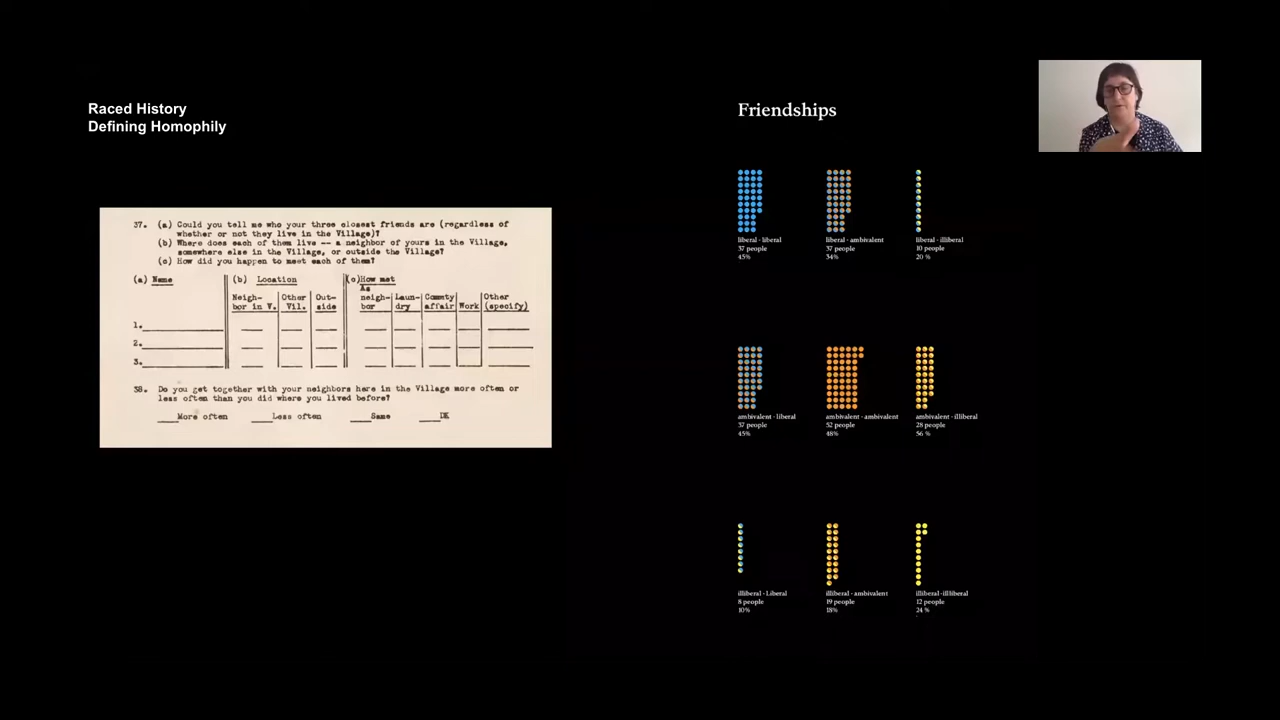 Raced History
Defining Homophily
37. (a) Could you tell me who your three closest friends are (regardless of
whether or not they live in the Village)?
(b) Where does each of them live -- a neighbor of yours in the Village,
somewhere else in the Village, or outside the Village?
(c) How did you happen to meet each of them?
(a) Name
(b) Location
(c)How met
Neigh-
bor in V.
Other
Vil.
Out-
side
As
neigh-
bor
Laun-
dry
County
affair
Work
Other
(specify)
1.
2.
3.
38. Do you get together with your neighbors here in the Village more often or
less often than you did where you lived before?
More often
Less often
Same
DK
Friendships
liberal - liberal
37 people
45%
liberal - ambivalent
37 people
34%
liberal - illiberal
10 people
20 %
ambivalent - liberal
37 people
45%
ambivalent - ambivalent
52 people
48%
ambivalent - illiberal
28 people
56 %
illiberal - Liberal
8 people
10%
illiberal - ambivalent
19 people
18%
illiberal - illiberal
12 people
24 %